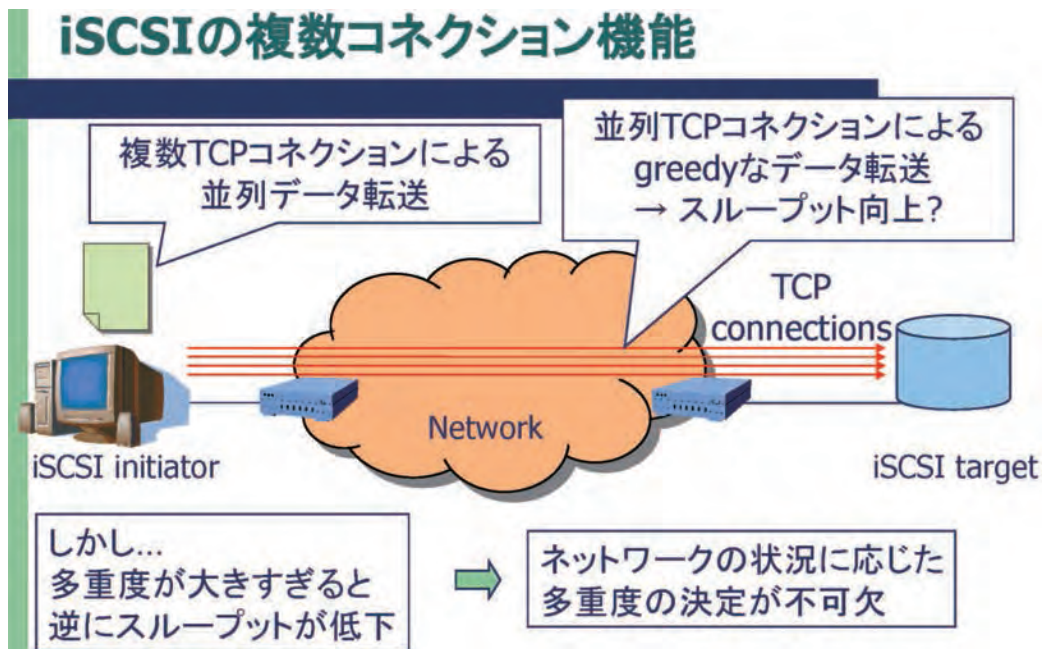 iSCSIの複数コネクション機能
複数TCPコネクションによる
並列データ転送
並列TCPコネクションによる
greedyなデータ転送
→ スループット向上?
TCP
connections
Network
iSCSI initiator
iSCSI target
しかし...
多重度が大きすぎると
逆にスループットが低下
ネットワークの状況に応じた
多重度の決定が不可欠